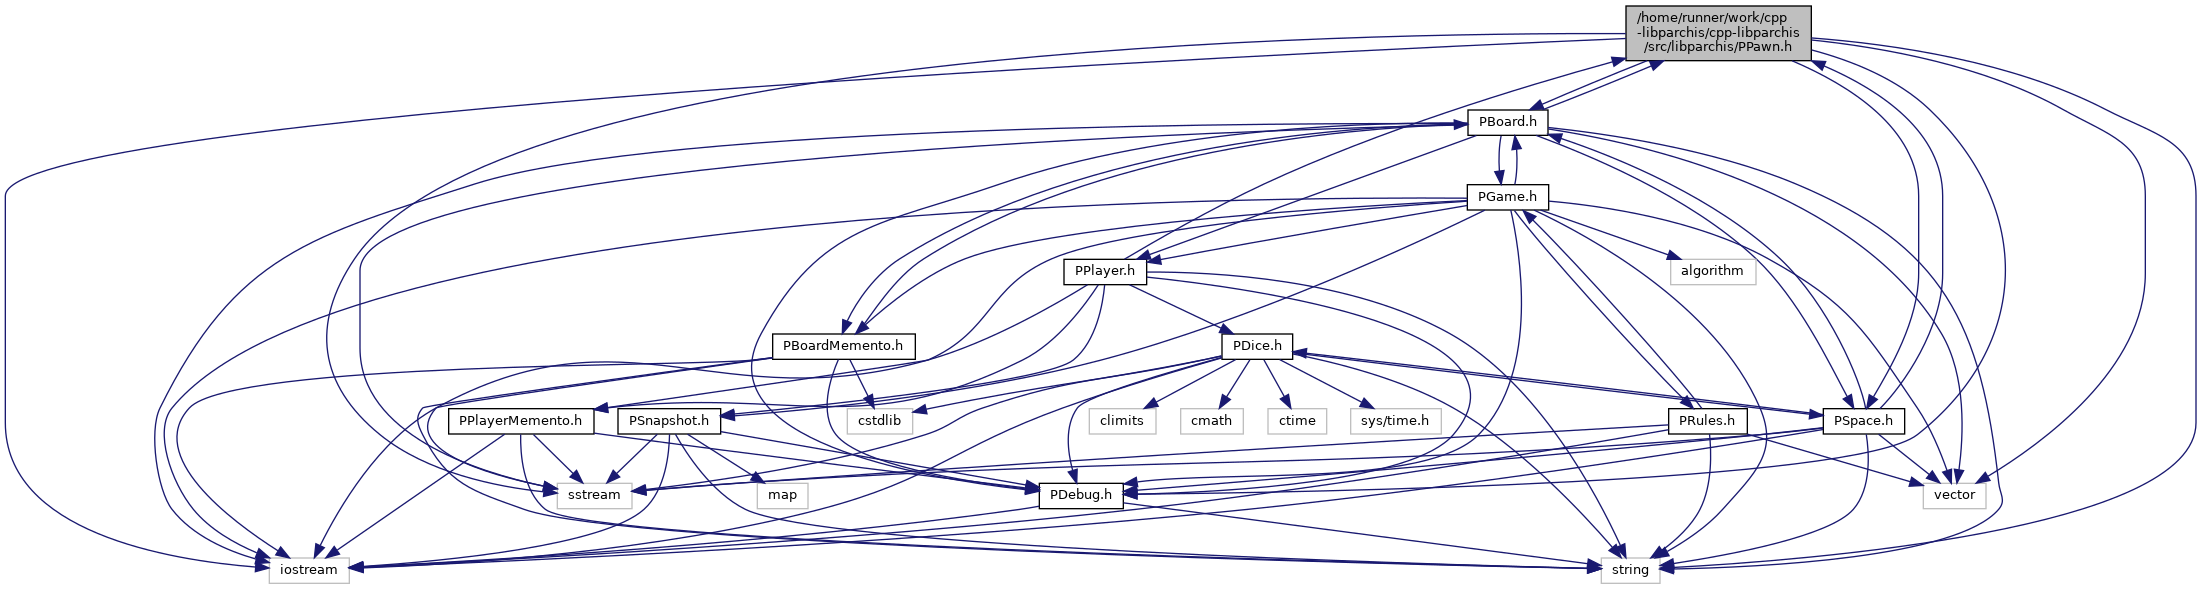 /home/runner/work/cpp
-libparchis/cpp-libparchis
/src/libparchis/PPawn.h
PBoard.h
PGame.h
PPlayer.h
algorithm
PBoardMemento.h
PDice.h
PPlayerMemento.h
PSnapshot.h
cstdlib
climits
cmath
ctime
sys/time.h
PRules.h
PSpace.h
sstream
map
PDebug.h
vector
iostream
string